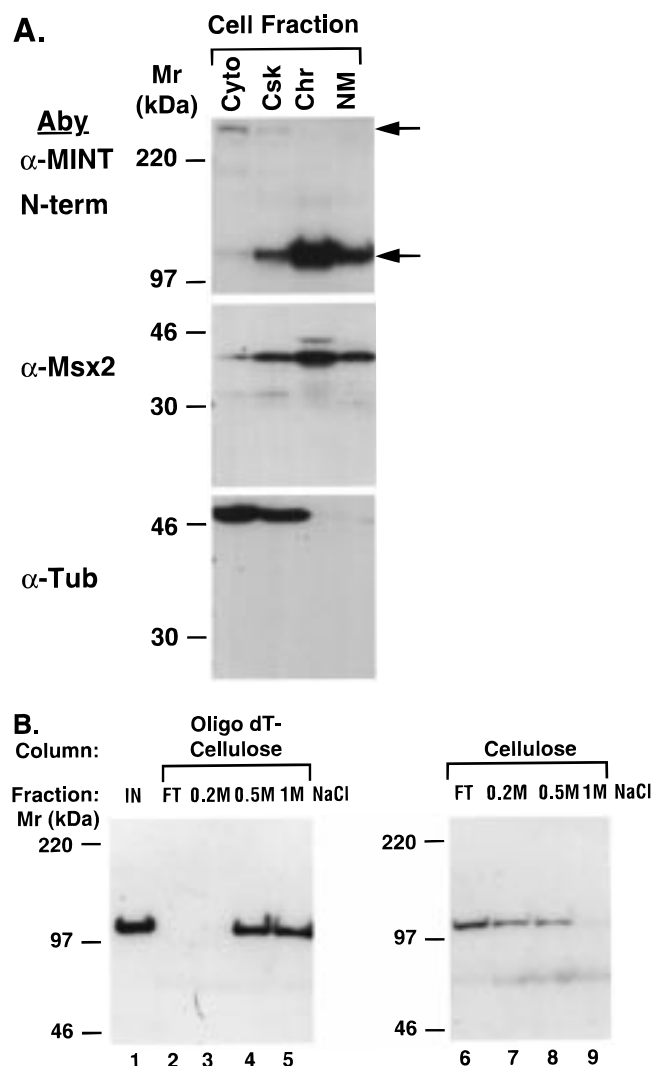 A.
Cell Fraction
Cyto Csk Chr NM
Mr
(kDa)
Aby
α-MINT
N-term
220
97
α-Msx2
46
30
α-Tub
46
30
B.
Column:
Oligo dT-
Cellulose
Cellulose
Fraction: IN FT 0.2M 0.5M 1M NaCl
FT 0.2M 0.5M 1M NaCl
Mr (kDa)
220
97
46
220
97
46
1 2 3 4 5
6 7 8 9